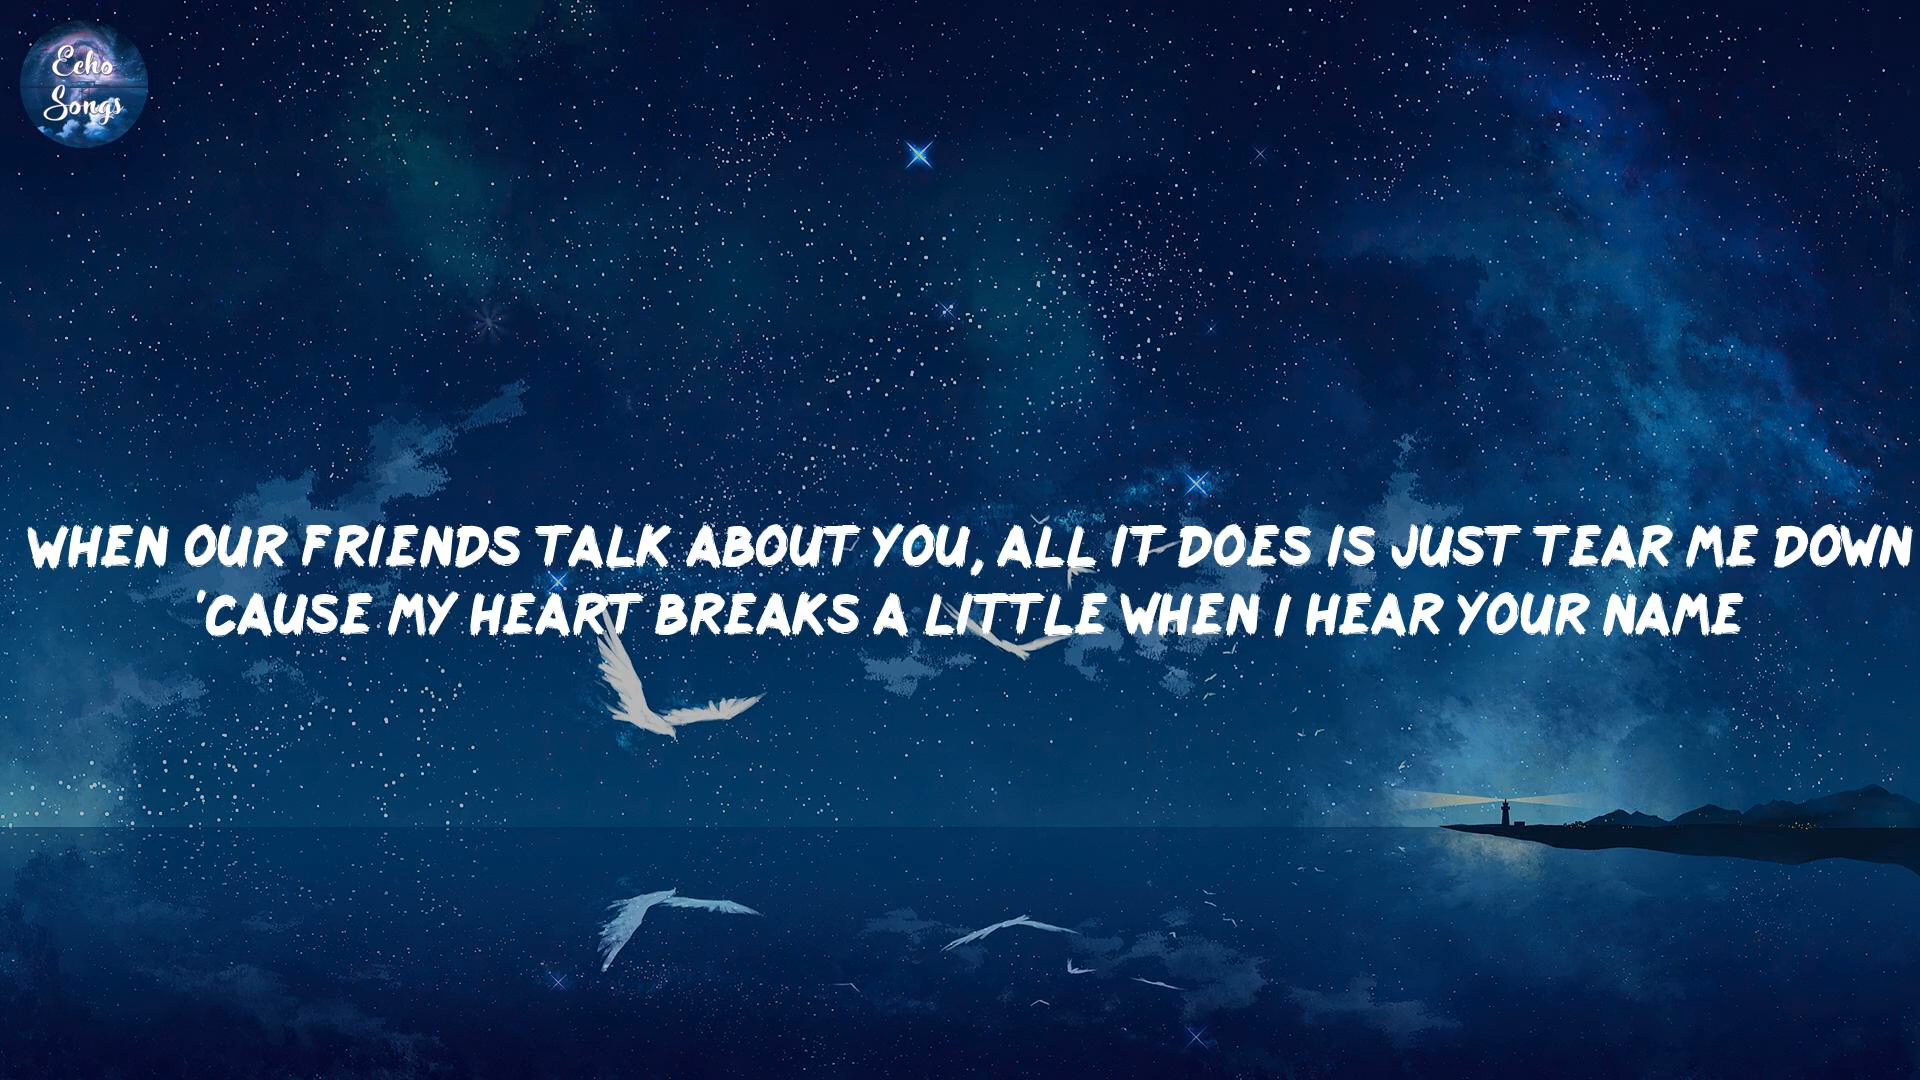 Echo
Songs
WHEN OUR FRIENDS TALK ABOUT YOU, ALL IT DOES IS JUST TEAR ME DOWN
'CAUSE MY HEART BREAKS A LITTLE WHEN I HEAR YOUR NAME